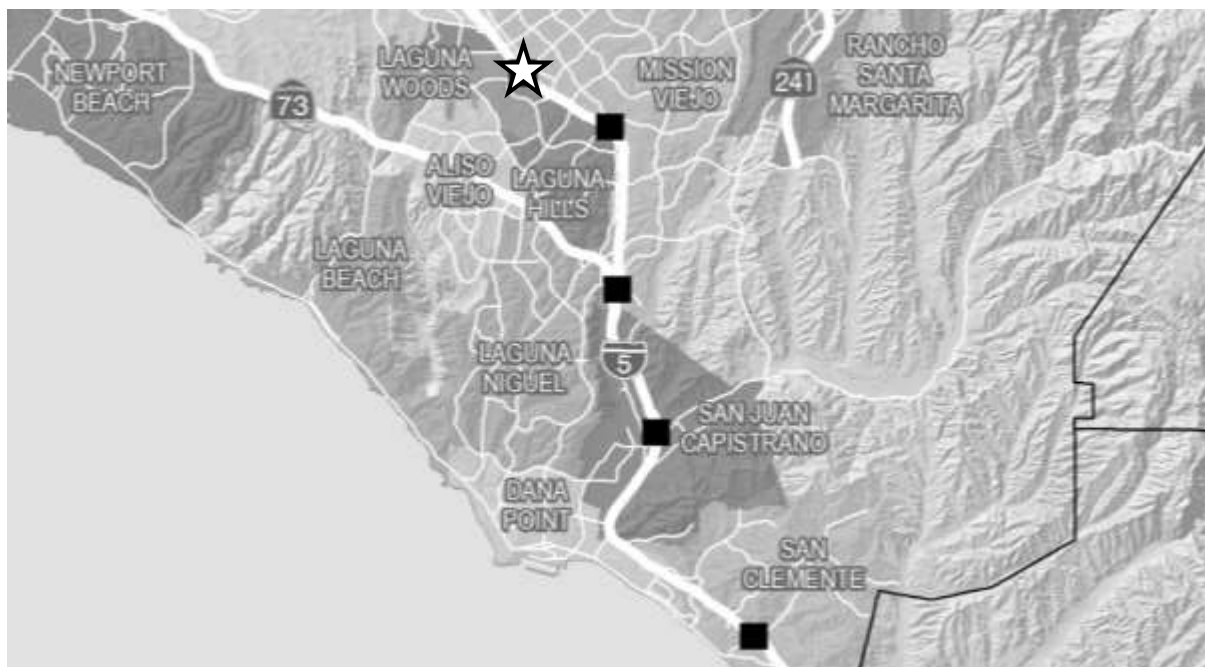 NEWPORT
BEACH
73
LAGUNA
WOODS
MISSION
VIEJO
241
RANCHO
SANTA
MARGARITA
ALISO
VIEJO
LAGUNA
HILLS
LAGUNA
BEACH
LAGUNA
NIGUEL
5
SAN JUAN
CAPISTRANO
DANA
POINT
SAN
CLEMENTE